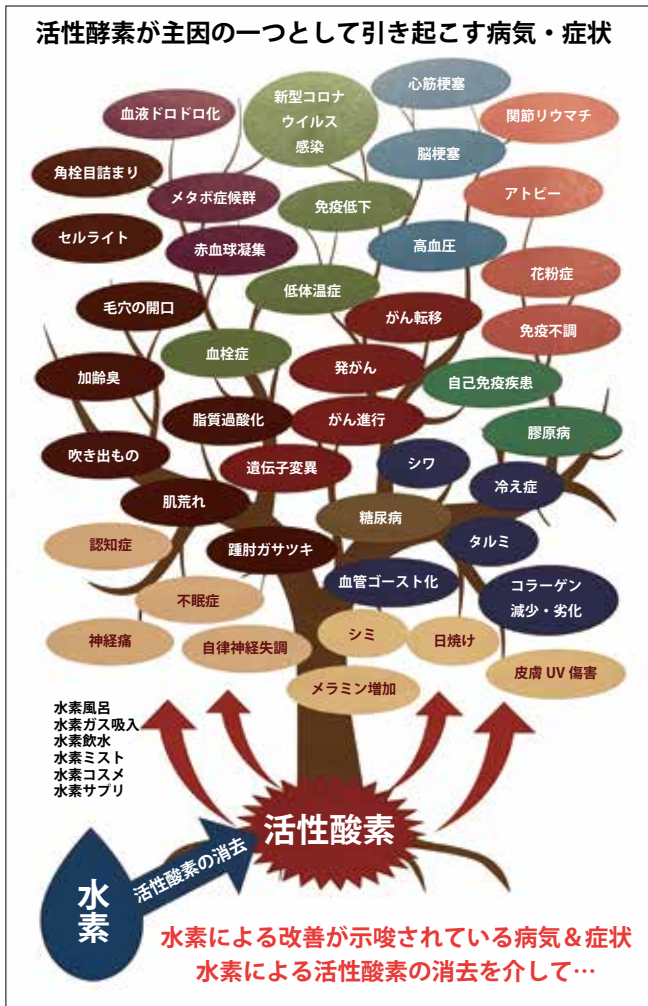 活性酵素が主因の一つとして引き起こす病気・症状
心筋梗塞
新型コロナ
ウイルス
感染
血液ドロドロ化
関節リウマチ
脳梗塞
角栓目詰まり
メタボ症候群
免疫低下
アトピー
セルライト
赤血球凝集
高血圧
花粉症
低体温症
毛穴の開口
がん転移
免疫不調
血栓症
発がん
加齢臭
自己免疫疾患
脂質過酸化
がん進行
膠原病
吹き出もの
遺伝子変異
シワ
冷え症
肌荒れ
糖尿病
認知症
踵肘ガサツキ
タルミ
不眠症
血管ゴースト化
コラーゲン
減少・劣化
神経痛
自律神経失調
シミ
日焼け
皮膚 UV 傷害
メラミン増加
水素風呂
水素ガス吸入
水素飲水
水素ミスト
水素コスメ
水素サプリ
活性酸素
活性酸素の消去
水素
水素による改善が示唆されている病気＆症状
水素による活性酸素の消去を介して…